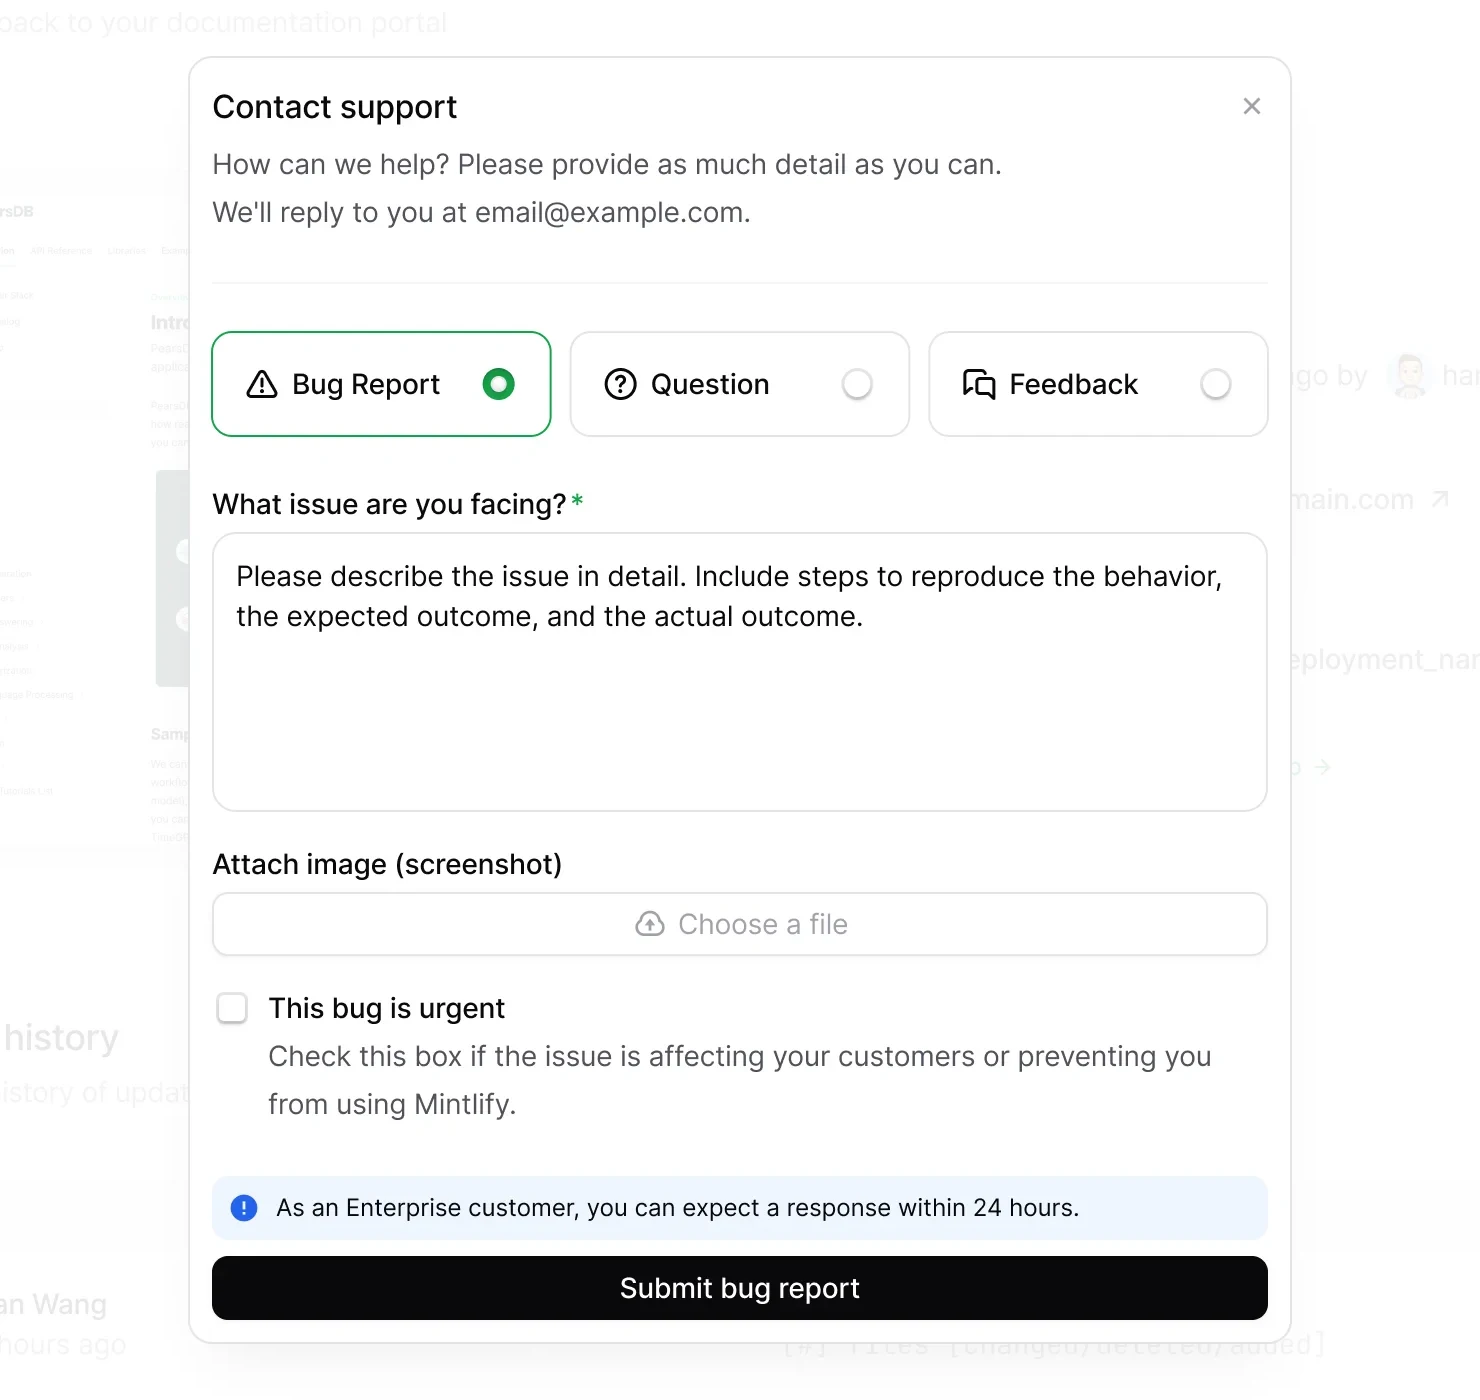 back to your documentation portal
Contact support
How can we help? Please provide as much detail as you can.
We'll reply to you at email@example.com.
rsDB
API Reference
Bug Report
Question
Feedback
ago by
What issue are you facing?*
main.com
Please describe the issue in detail. Include steps to reproduce the behavior,
the expected outcome, and the actual outcome.
Attach image (screenshot)
Choose a file
This bug is urgent
history
Check this box if the issue is affecting your customers or preventing you
from using Mintlify.
As an Enterprise customer, you can expect a response within 24 hours.
Submit bug report
an Wang
hours ago
[#] files [changed/deleted/added]